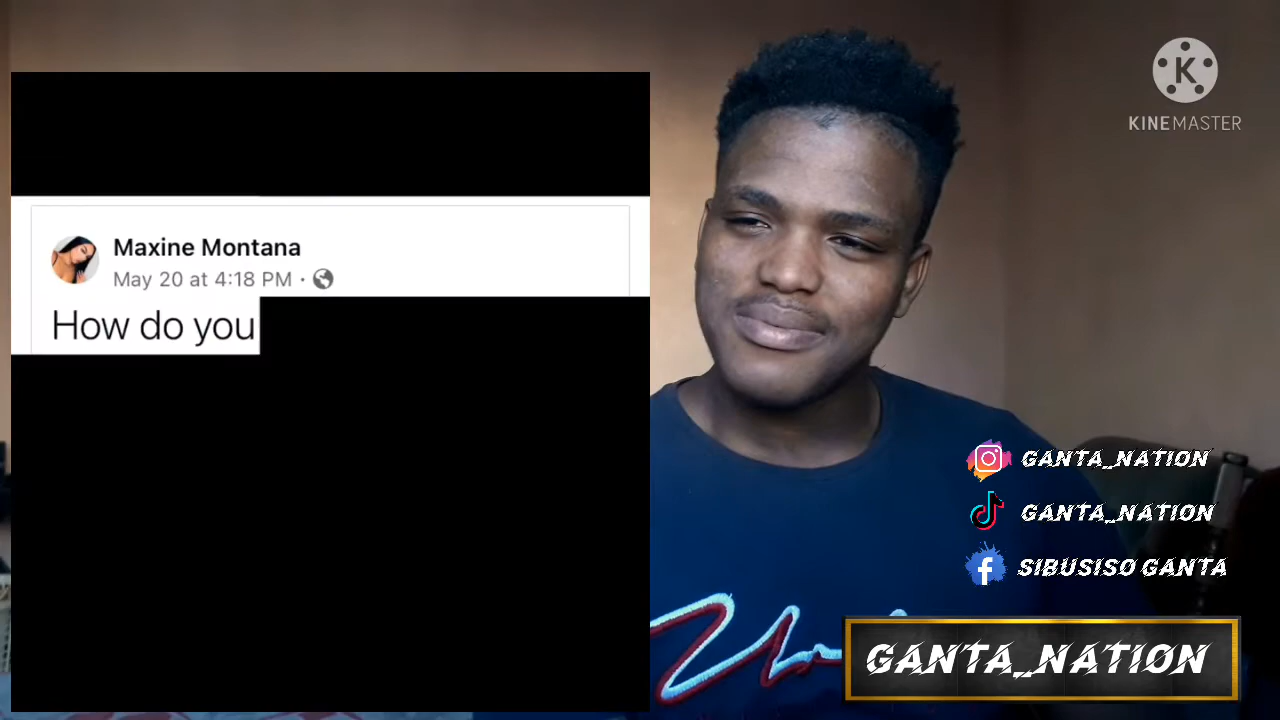 Maxine Montana
May 20 at 4:18 PM ·
How do you
K
KINEMASTER
GANTA_NATION
GANTA_NATION
SIBUSISO GANTA
GANTA_NATION